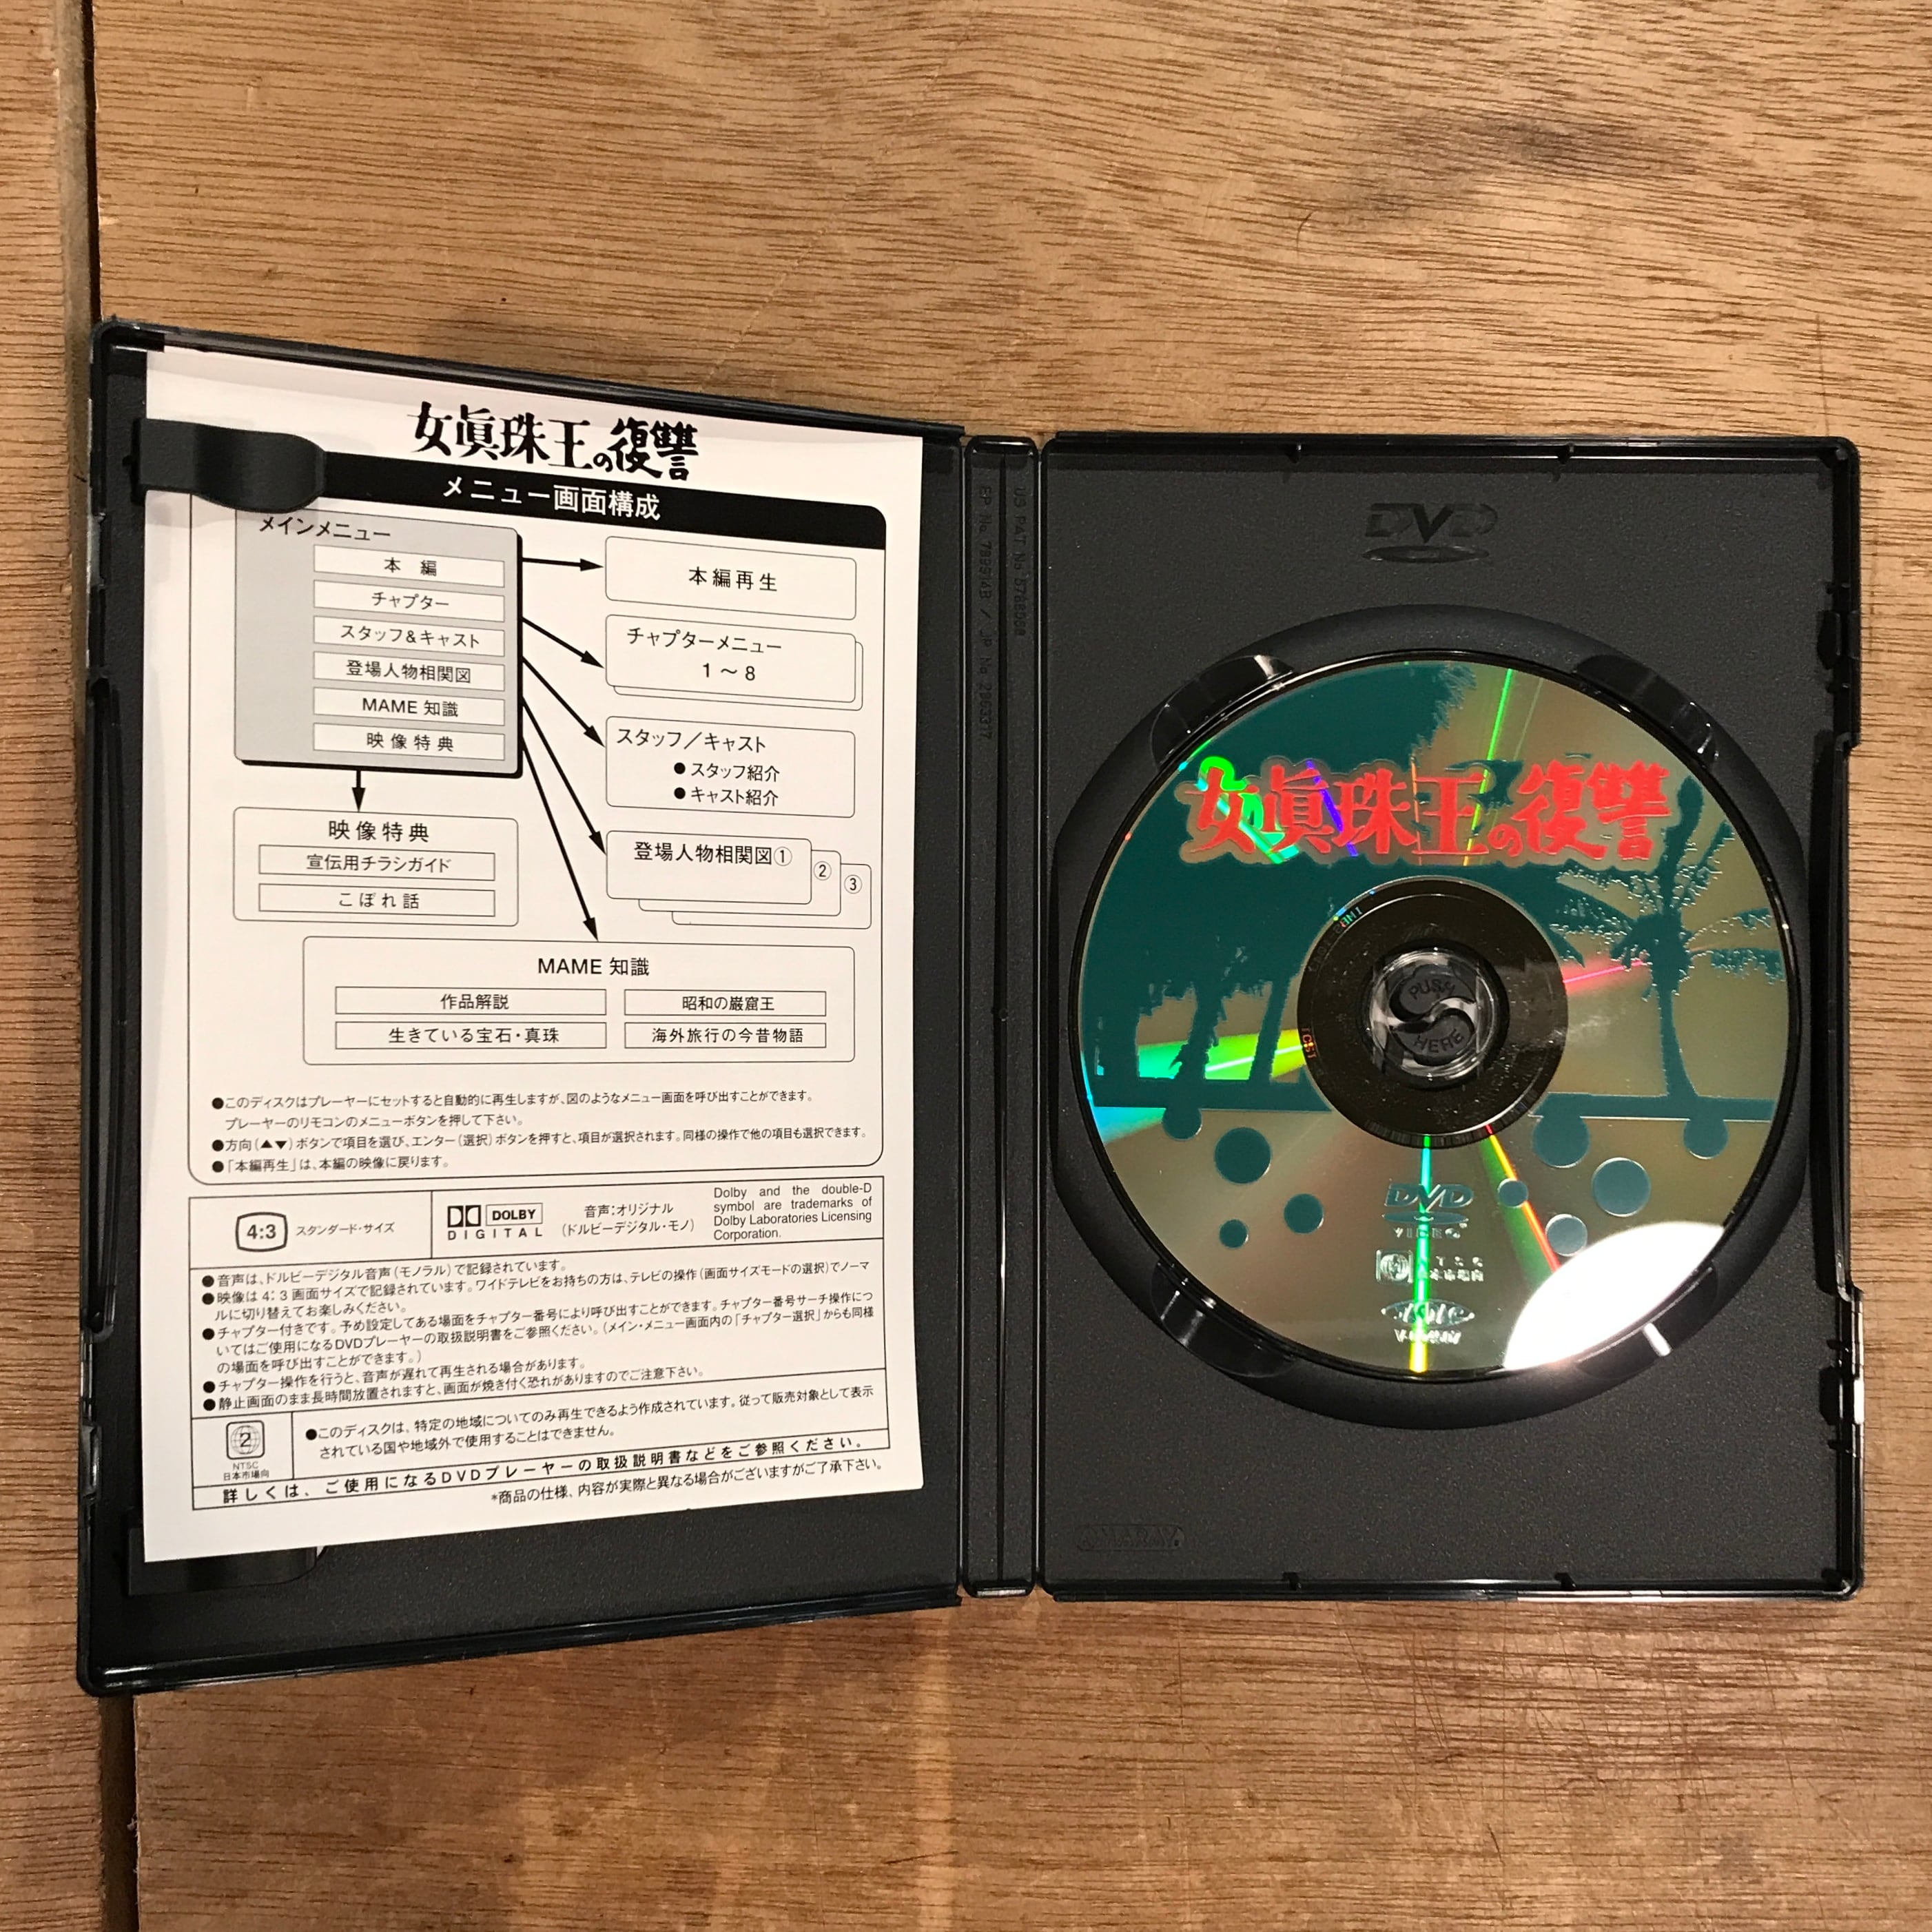 女眞珠王の復讐
メニュー画面構成
メインメニュー
本 編
チャプター
スタッフ&キャスト
登場人物相関図
MAME 知識
映 像 特 典
本 編 再 生
チャプターメニュー
1 ～ 8
スタッフ／キャスト
●スタッフ紹介
●キャスト紹介
登場人物相関図①
②
③
映 像 特 典
宣伝用チラシガイド
こ ぼ れ 話
MAME 知識
作品解説
昭和の巌窟王
生きている宝石・真珠
海外旅行の今昔物語
●このディスクはプレーヤーにセットすると自動的に再生しますが、図のようなメニュー画面を呼び出すことができます。
プレーヤーのリモコンのメニューボタンを押して下さい。
●方向（▲▼）ボタンで項目を選び、エンター（選択）ボタンを押すと、項目が選択されます。同様の操作で他の項目も選択できます。
●「本編再生」は、本編の映像に戻ります。
4:3 スタンダード・サイズ
DOLBY
DIGITAL
音声：オリジナル
（ドルビーデジタル・モノ）
Dolby and the double-D
symbol are trademarks of
Dolby Laboratories Licensing
Corporation.
●音声は、ドルビーデジタル音声（モノラル）で記録されています。
●映像は 4：3 画面サイズで記録されています。ワイドテレビをお持ちの方は、テレビの操作（画面サイズモードの選択）でノーマ
ルに切り替えてお楽しみください。
●チャプター付きです。予め設定してある場面をチャプター番号により呼び出すことができます。チャプター番号サーチ操作につ
いてはご使用になるDVDプレーヤーの取扱説明書をご参照ください。（メイン・メニュー画面内の「チャプター選択」からも同様
の場面を呼び出すことができます。）
●チャプター操作を行うと、音声が遅れて再生される場合があります。
●静止画面のまま長時間放置されますと、画面が焼き付く恐れがありますのでご注意下さい。
2
NTSC
日本市場向
●このディスクは、特定の地域についてのみ再生できるよう作成されています。従って販売対象として表示
されている国や地域外で使用することはできません。
詳しくは、ご使用になるDVDプレーヤーの取扱説明書などをご参照ください。
*商品の仕様、内容が実際と異なる場合がございますがご了承下さい。
US PAT No 5768058
EP No 799914B / JP No 2963317
DVD
女眞珠王の復讐
PUSH
HERE
DVD
VIDEO
AMARAY